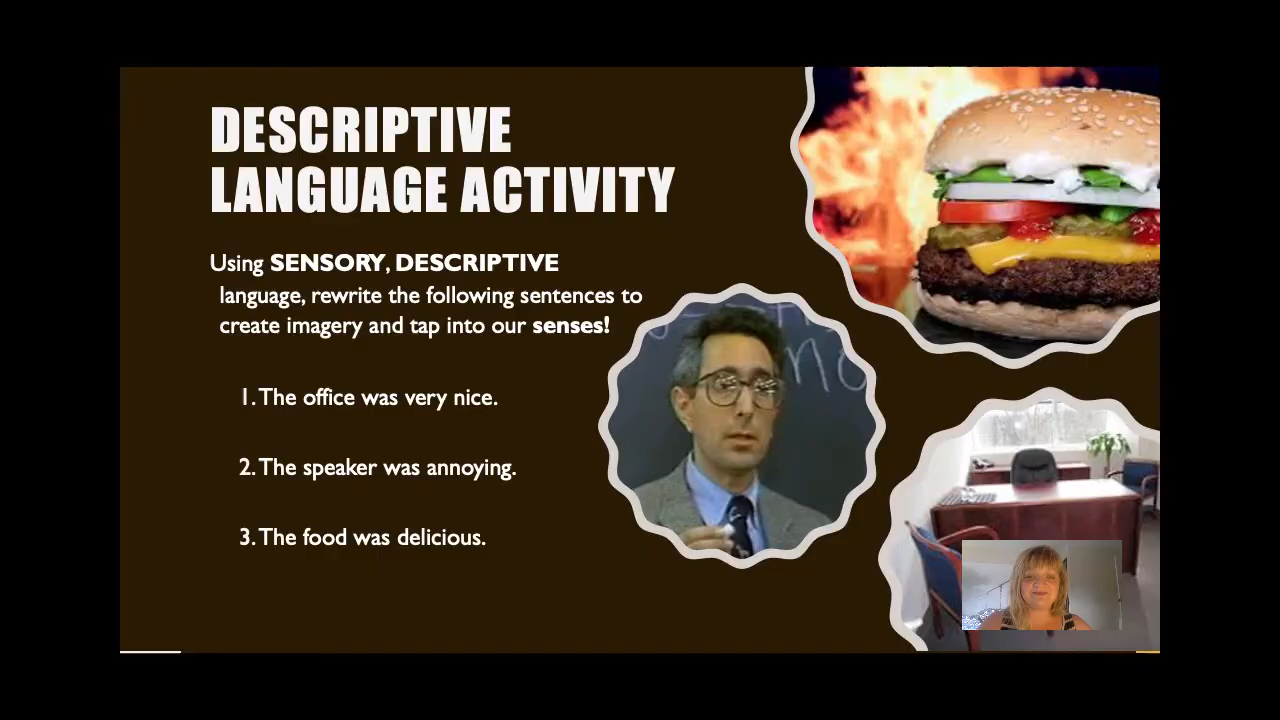 DESCRIPTIVE
LANGUAGE ACTIVITY
Using SENSORY, DESCRIPTIVE
language, rewrite the following sentences to
create imagery and tap into our senses!
1. The office was very nice.
2. The speaker was annoying.
3. The food was delicious.